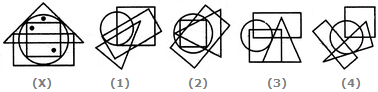 (X) (1) (2) (3) (4)